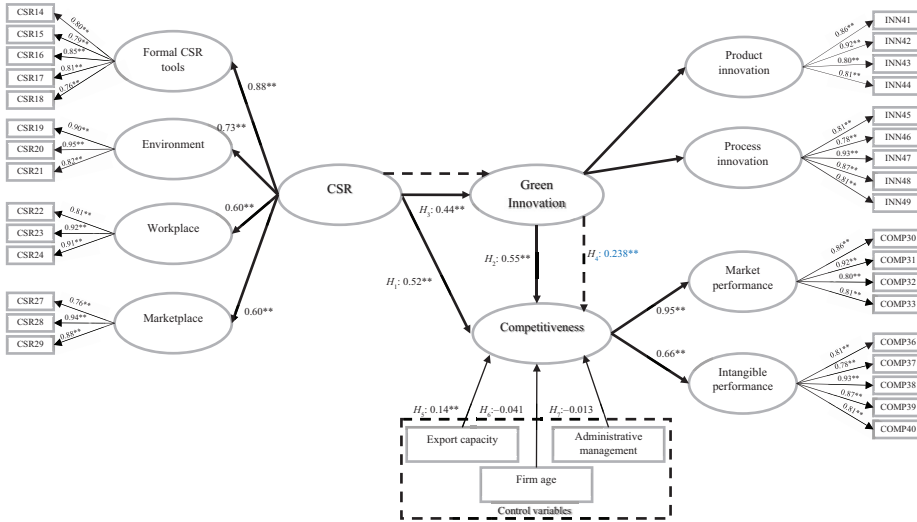 CSR14
CSR15
CSR16
CSR17
CSR18
0.80**
0.79**
0.85**
0.81**
0.76**
Formal CSR
tools
0.88**
CSR19
CSR20
CSR21
0.90**
0.95**
0.82**
Environment
0.73**
CSR22
CSR23
CSR24
0.81**
0.92**
0.91**
Workplace
0.60**
CSR27
CSR28
CSR29
0.76**
0.94**
0.88**
Marketplace
0.60**
CSR
Green
Innovation
H3: 0.44**
H2: 0.55**
H4: 0.238**
H1: 0.52**
Competitiveness
Product
innovation
0.86**
0.92**
0.80**
0.81**
INN41
INN42
INN43
INN44
Process
innovation
0.81**
0.78**
0.93**
0.87**
0.81**
INN45
INN46
INN47
INN48
INN49
0.95**
Market
performance
0.86**
0.92**
0.80**
0.81**
COMP30
COMP31
COMP32
COMP33
0.66**
Intangible
performance
0.81**
0.78**
0.93**
0.87**
0.81**
COMP36
COMP37
COMP38
COMP39
COMP40
H5: 0.14**
H6:–0.041
H7:–0.013
Export capacity
Administrative
management
Firm age
Control variables